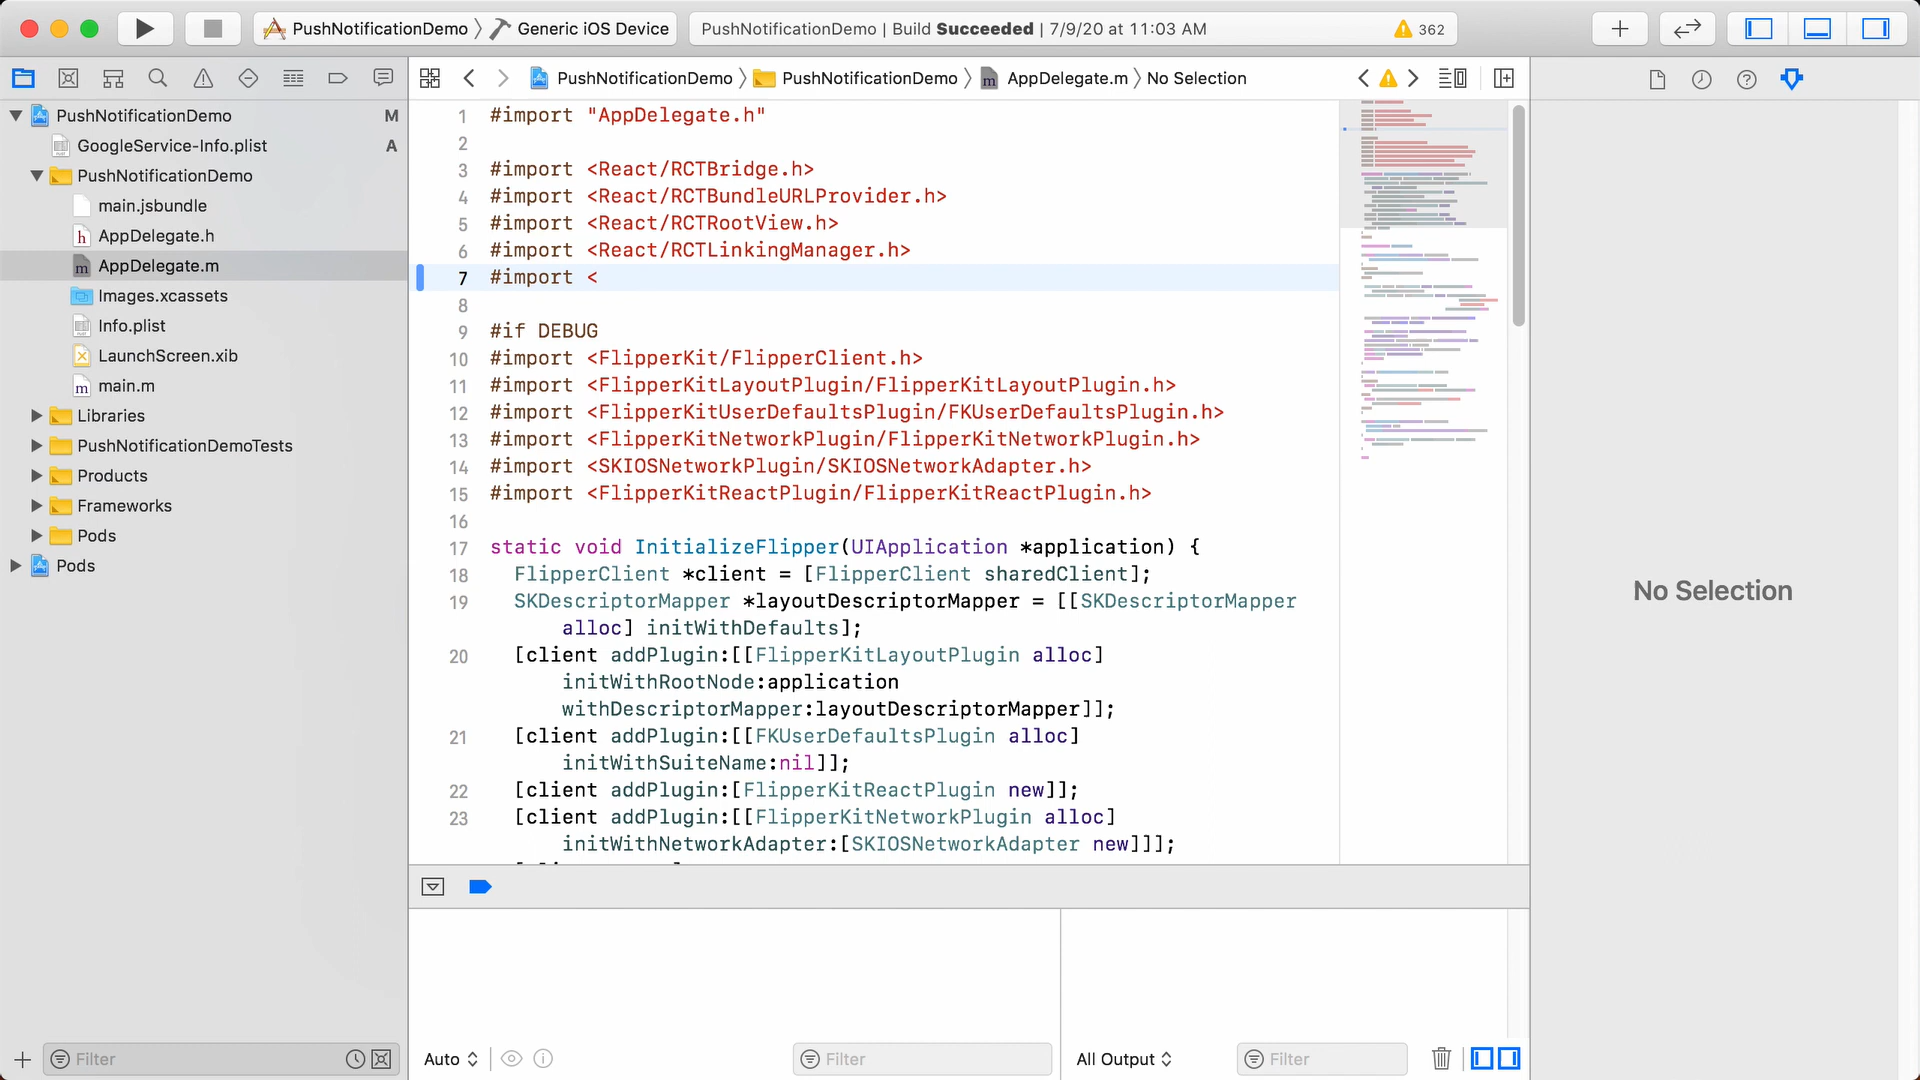 PushNotificationDemo 〉 Generic iOS Device
PushNotificationDemo | Build Succeeded | 7/9/20 at 11:03 AM
362
PushNotificationDemo 〉 PushNotificationDemo 〉 AppDelegate.m 〉 No Selection
PushNotificationDemo M
GoogleService-Info.plist A
PushNotificationDemo
main.jsbundle
AppDelegate.h
AppDelegate.m
Images.xcassets
Info.plist
LaunchScreen.xib
main.m
Libraries
PushNotificationDemoTests
Products
Frameworks
Pods
Pods
Filter
1 #import "AppDelegate.h"
2
3 #import <React/RCTBridge.h>
4 #import <React/RCTBundleURLProvider.h>
5 #import <React/RCTRootView.h>
6 #import <React/RCTLinkingManager.h>
7 #import <
8
9 #if DEBUG
10 #import <FlipperKit/FlipperClient.h>
11 #import <FlipperKitLayoutPlugin/FlipperKitLayoutPlugin.h>
12 #import <FlipperKitUserDefaultsPlugin/FKUserDefaultsPlugin.h>
13 #import <FlipperKitNetworkPlugin/FlipperKitNetworkPlugin.h>
14 #import <SKIOSNetworkPlugin/SKIOSNetworkAdapter.h>
15 #import <FlipperKitReactPlugin/FlipperKitReactPlugin.h>
16
17 static void InitializeFlipper(UIApplication *application) {
18 FlipperClient *client = [FlipperClient sharedClient];
19 SKDescriptorMapper *layoutDescriptorMapper = [[SKDescriptorMapper
alloc] initWithDefaults];
20 [client addPlugin:[[FlipperKitLayoutPlugin alloc]
initWithRootNode:application
withDescriptorMapper:layoutDescriptorMapper]];
21 [client addPlugin:[[FKUserDefaultsPlugin alloc]
initWithSuiteName:nil]];
22 [client addPlugin:[FlipperKitReactPlugin new]];
23 [client addPlugin:[[FlipperKitNetworkPlugin alloc]
initWithNetworkAdapter:[SKIOSNetworkAdapter new]]];
Auto
Filter
All Output
Filter
No Selection